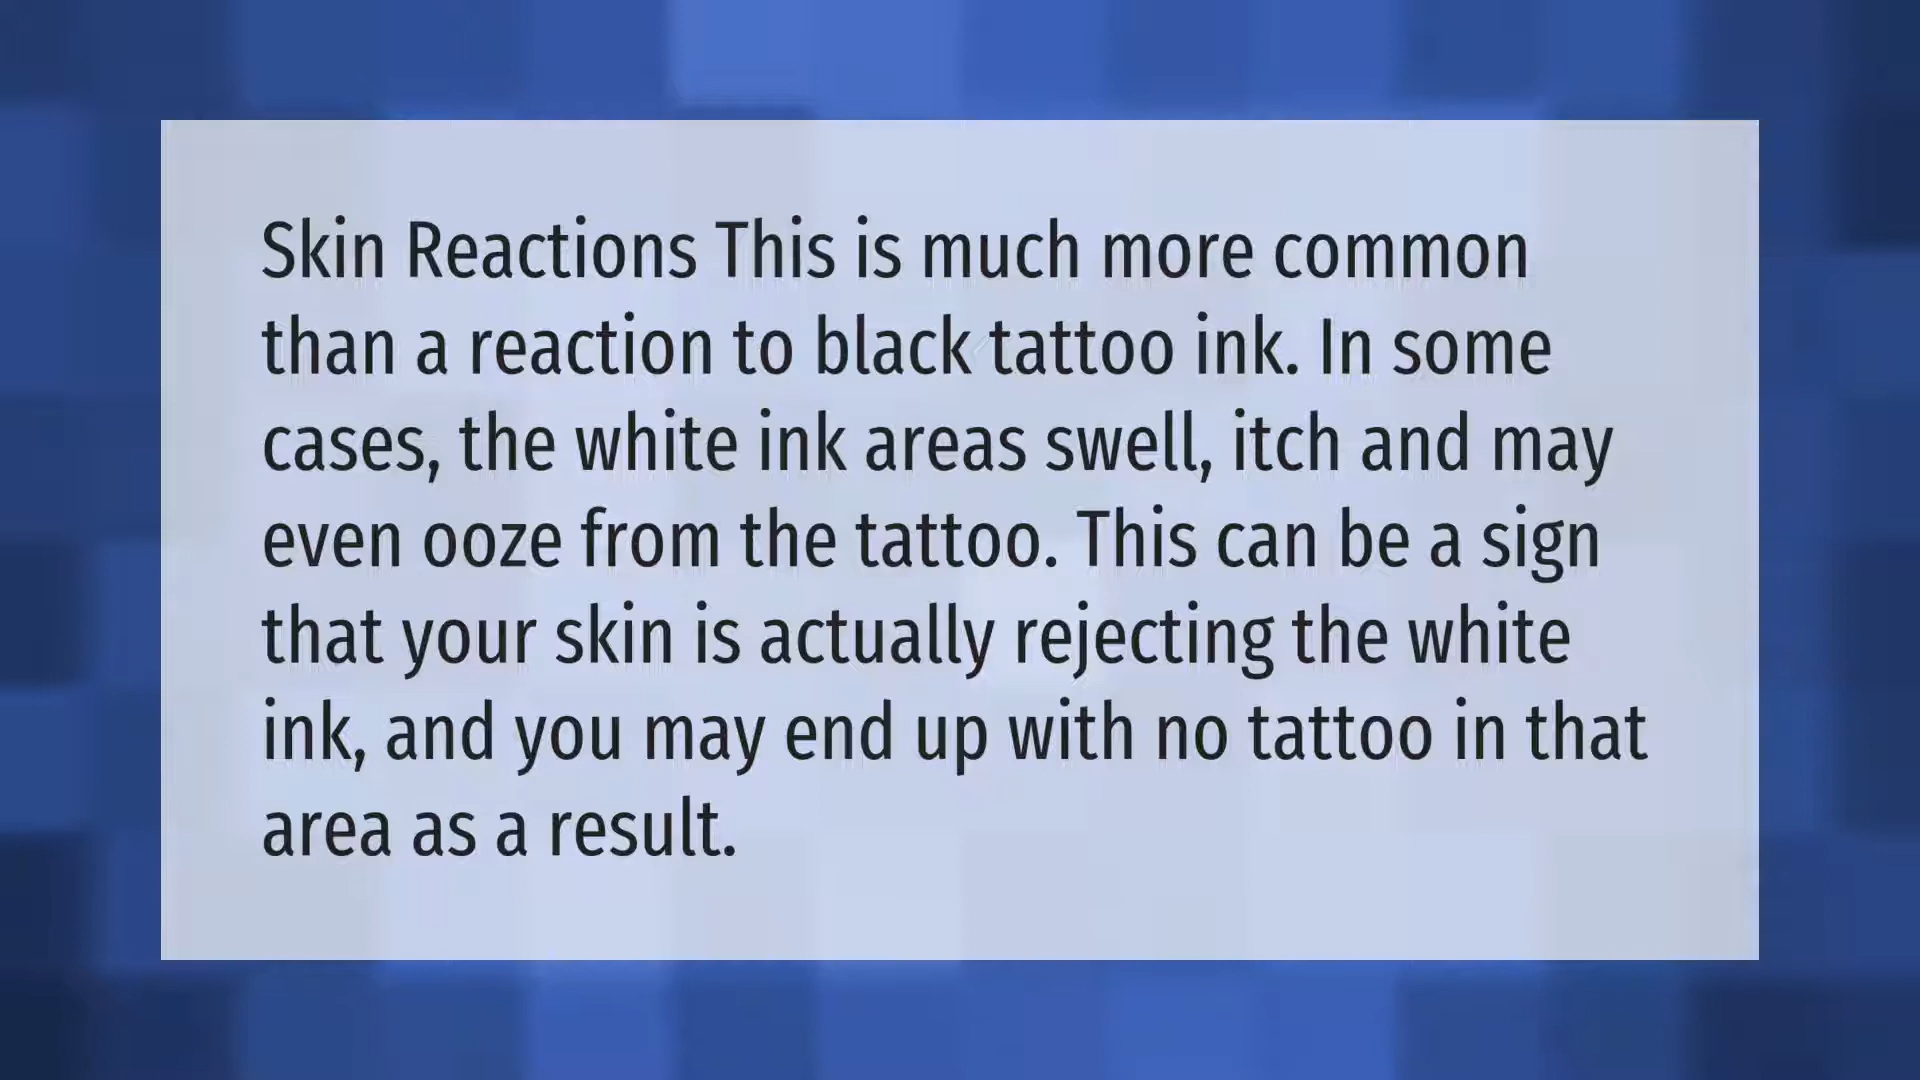 Skin Reactions This is much more common
than a reaction to black tattoo ink. In some
cases, the white ink areas swell, itch and may
even ooze from the tattoo. This can be a sign
that your skin is actually rejecting the white
ink, and you may end up with no tattoo in that
area as a result.